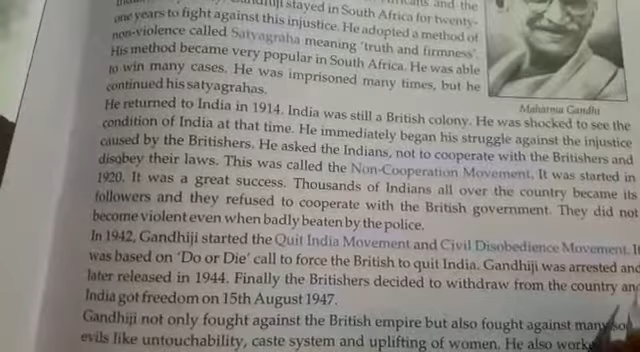 Gandhiji stayed in South Africa for twenty-
one years to fight against this injustice. He adopted a method of
non-violence called Satyagraha meaning 'truth and firmness'.
His method became very popular in South Africa. He was able
to win many cases. He was imprisoned many times, but he
continued his satyagrahas.
Mahatma Gandhi
He returned to India in 1914. India was still a British colony. He was shocked to see the
condition of India at that time. He immediately began his struggle against the injustice
caused by the Britishers. He asked the Indians, not to cooperate with the Britishers and
disobey their laws. This was called the Non-Cooperation Movement. It was started in
1920. It was a great success. Thousands of Indians all over the country became its
followers and they refused to cooperate with the British government. They did not
become violent even when badly beaten by the police.
In 1942, Gandhiji started the Quit India Movement and Civil Disobedience Movement. It
was based on 'Do or Die' call to force the British to quit India. Gandhiji was arrested and
later released in 1944. Finally the Britishers decided to withdraw from the country and
India got freedom on 15th August 1947.
Gandhiji not only fought against the British empire but also fought against many
evils like untouchability, caste system and uplifting of women. He also